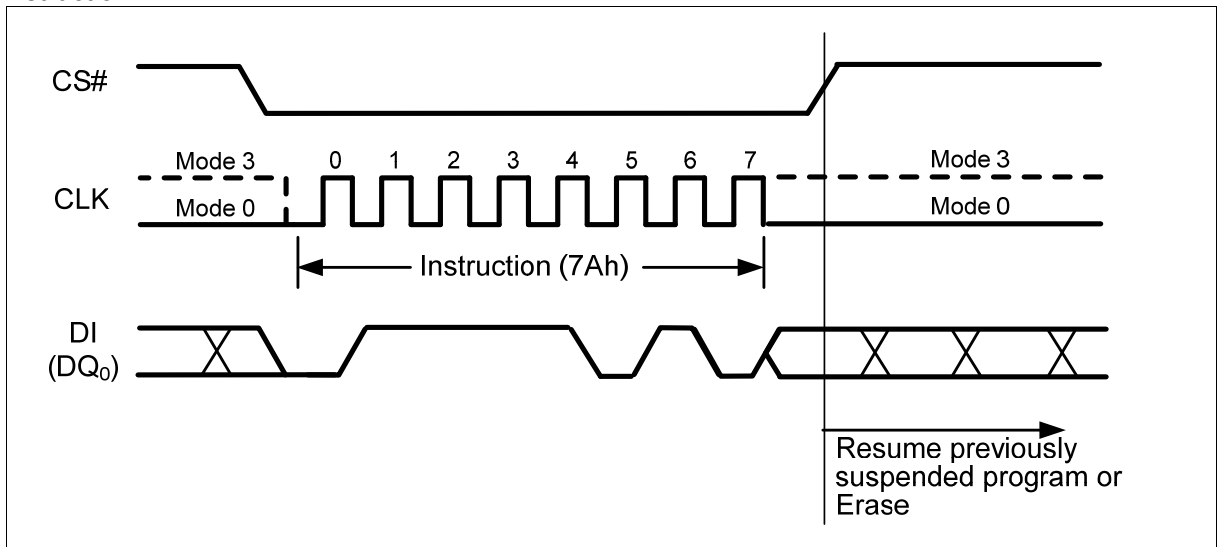 CS#
Mode 3
0 1 2 3 4 5 6 7
Mode 3
CLK
Mode 0
Mode 0
Instruction (7Ah)
DI
(DQ₀)
Resume previously
suspended program or
Erase